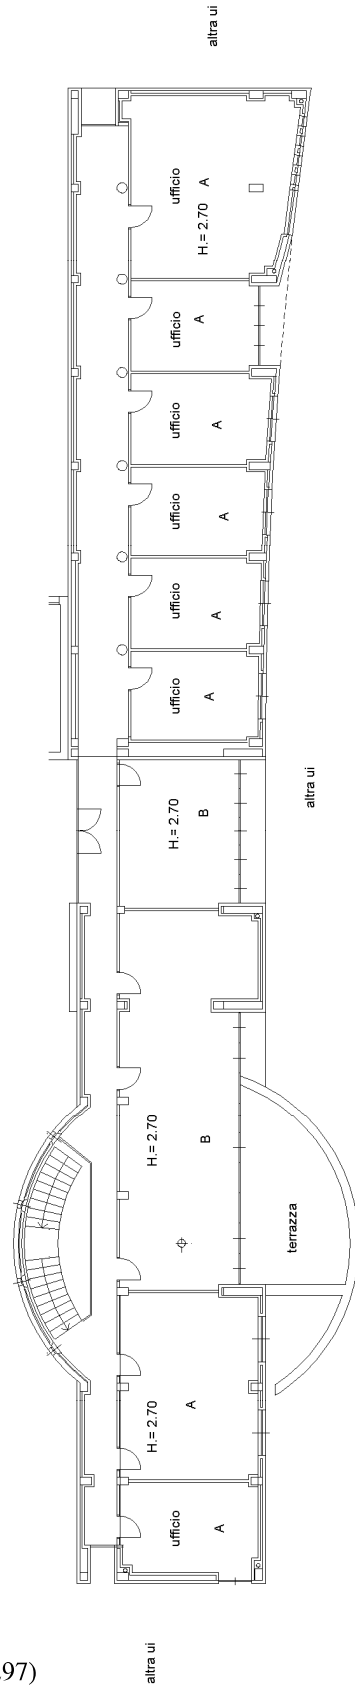 altra ui
ufficio
A
H.= 2.70
ufficio
A
ufficio
A
ufficio
A
ufficio
A
ufficio
A
altra ui
H.= 2.70
B
H.= 2.70
B
terrazza
H.= 2.70
A
ufficio
A
altra ui
97)